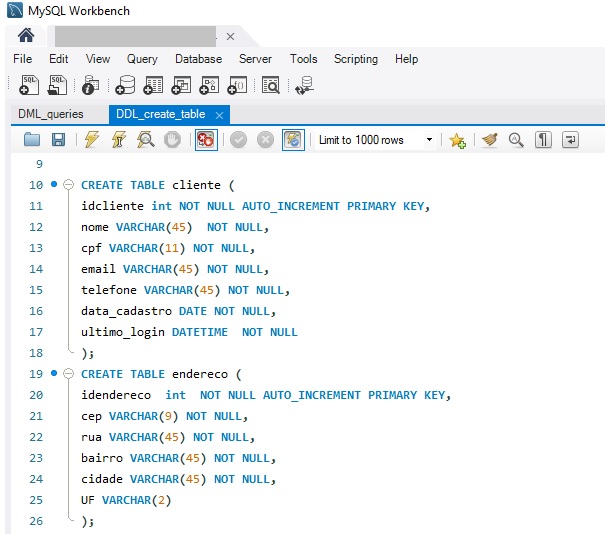 MySQL Workbench
File Edit View Query Database Server Tools Scripting Help
DML_queries DDL_create_table
Limit to 1000 rows
9
10 CREATE TABLE cliente (
11 idcliente int NOT NULL AUTO_INCREMENT PRIMARY KEY,
12 nome VARCHAR(45)  NOT NULL,
13 cpf VARCHAR(11) NOT NULL,
14 email VARCHAR(45) NOT NULL,
15 telefone VARCHAR(45) NOT NULL,
16 data_cadastro DATE NOT NULL,
17 ultimo_login DATETIME  NOT NULL
18 );
19 CREATE TABLE endereco (
20 idendereco  int  NOT NULL AUTO_INCREMENT PRIMARY KEY,
21 cep VARCHAR(9) NOT NULL,
22 rua VARCHAR(45) NOT NULL,
23 bairro VARCHAR(45) NOT NULL,
24 cidade VARCHAR(45) NOT NULL,
25 UF VARCHAR(2)
26 );